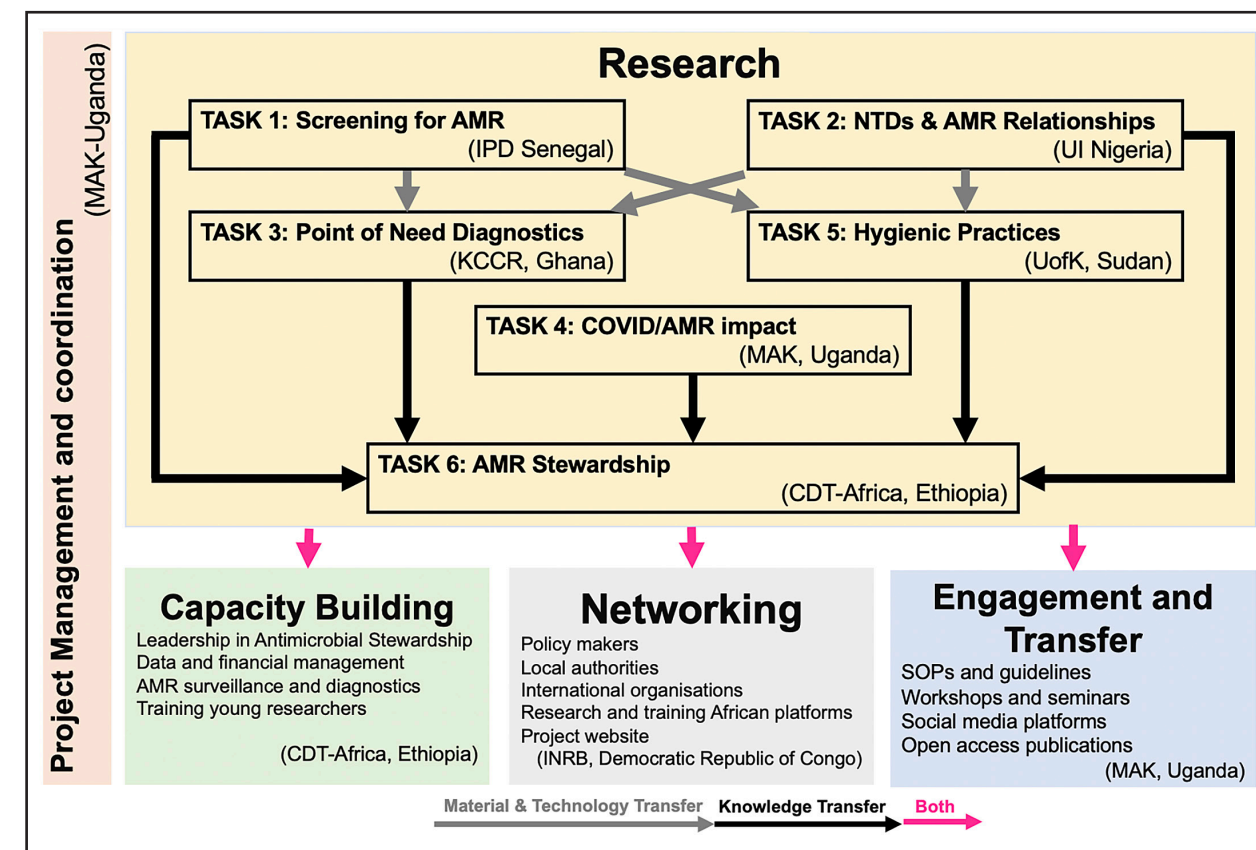 Project Management and coordination
(MAK-Uganda)
Research
TASK 1: Screening for AMR
(IPD Senegal)
TASK 2: NTDs & AMR Relationships
(UI Nigeria)
TASK 3: Point of Need Diagnostics
(KCCR, Ghana)
TASK 5: Hygienic Practices
(UofK, Sudan)
TASK 4: COVID/AMR impact
(MAK, Uganda)
TASK 6: AMR Stewardship
(CDT-Africa, Ethiopia)
Capacity Building
Leadership in Antimicrobial Stewardship
Data and financial management
AMR surveillance and diagnostics
Training young researchers
(CDT-Africa, Ethiopia)
Networking
Policy makers
Local authorities
International organisations
Research and training African platforms
Project website
(INRB, Democratic Republic of Congo)
Engagement and
Transfer
SOPs and guidelines
Workshops and seminars
Social media platforms
Open access publications
(MAK, Uganda)
Material & Technology Transfer
Knowledge Transfer
Both